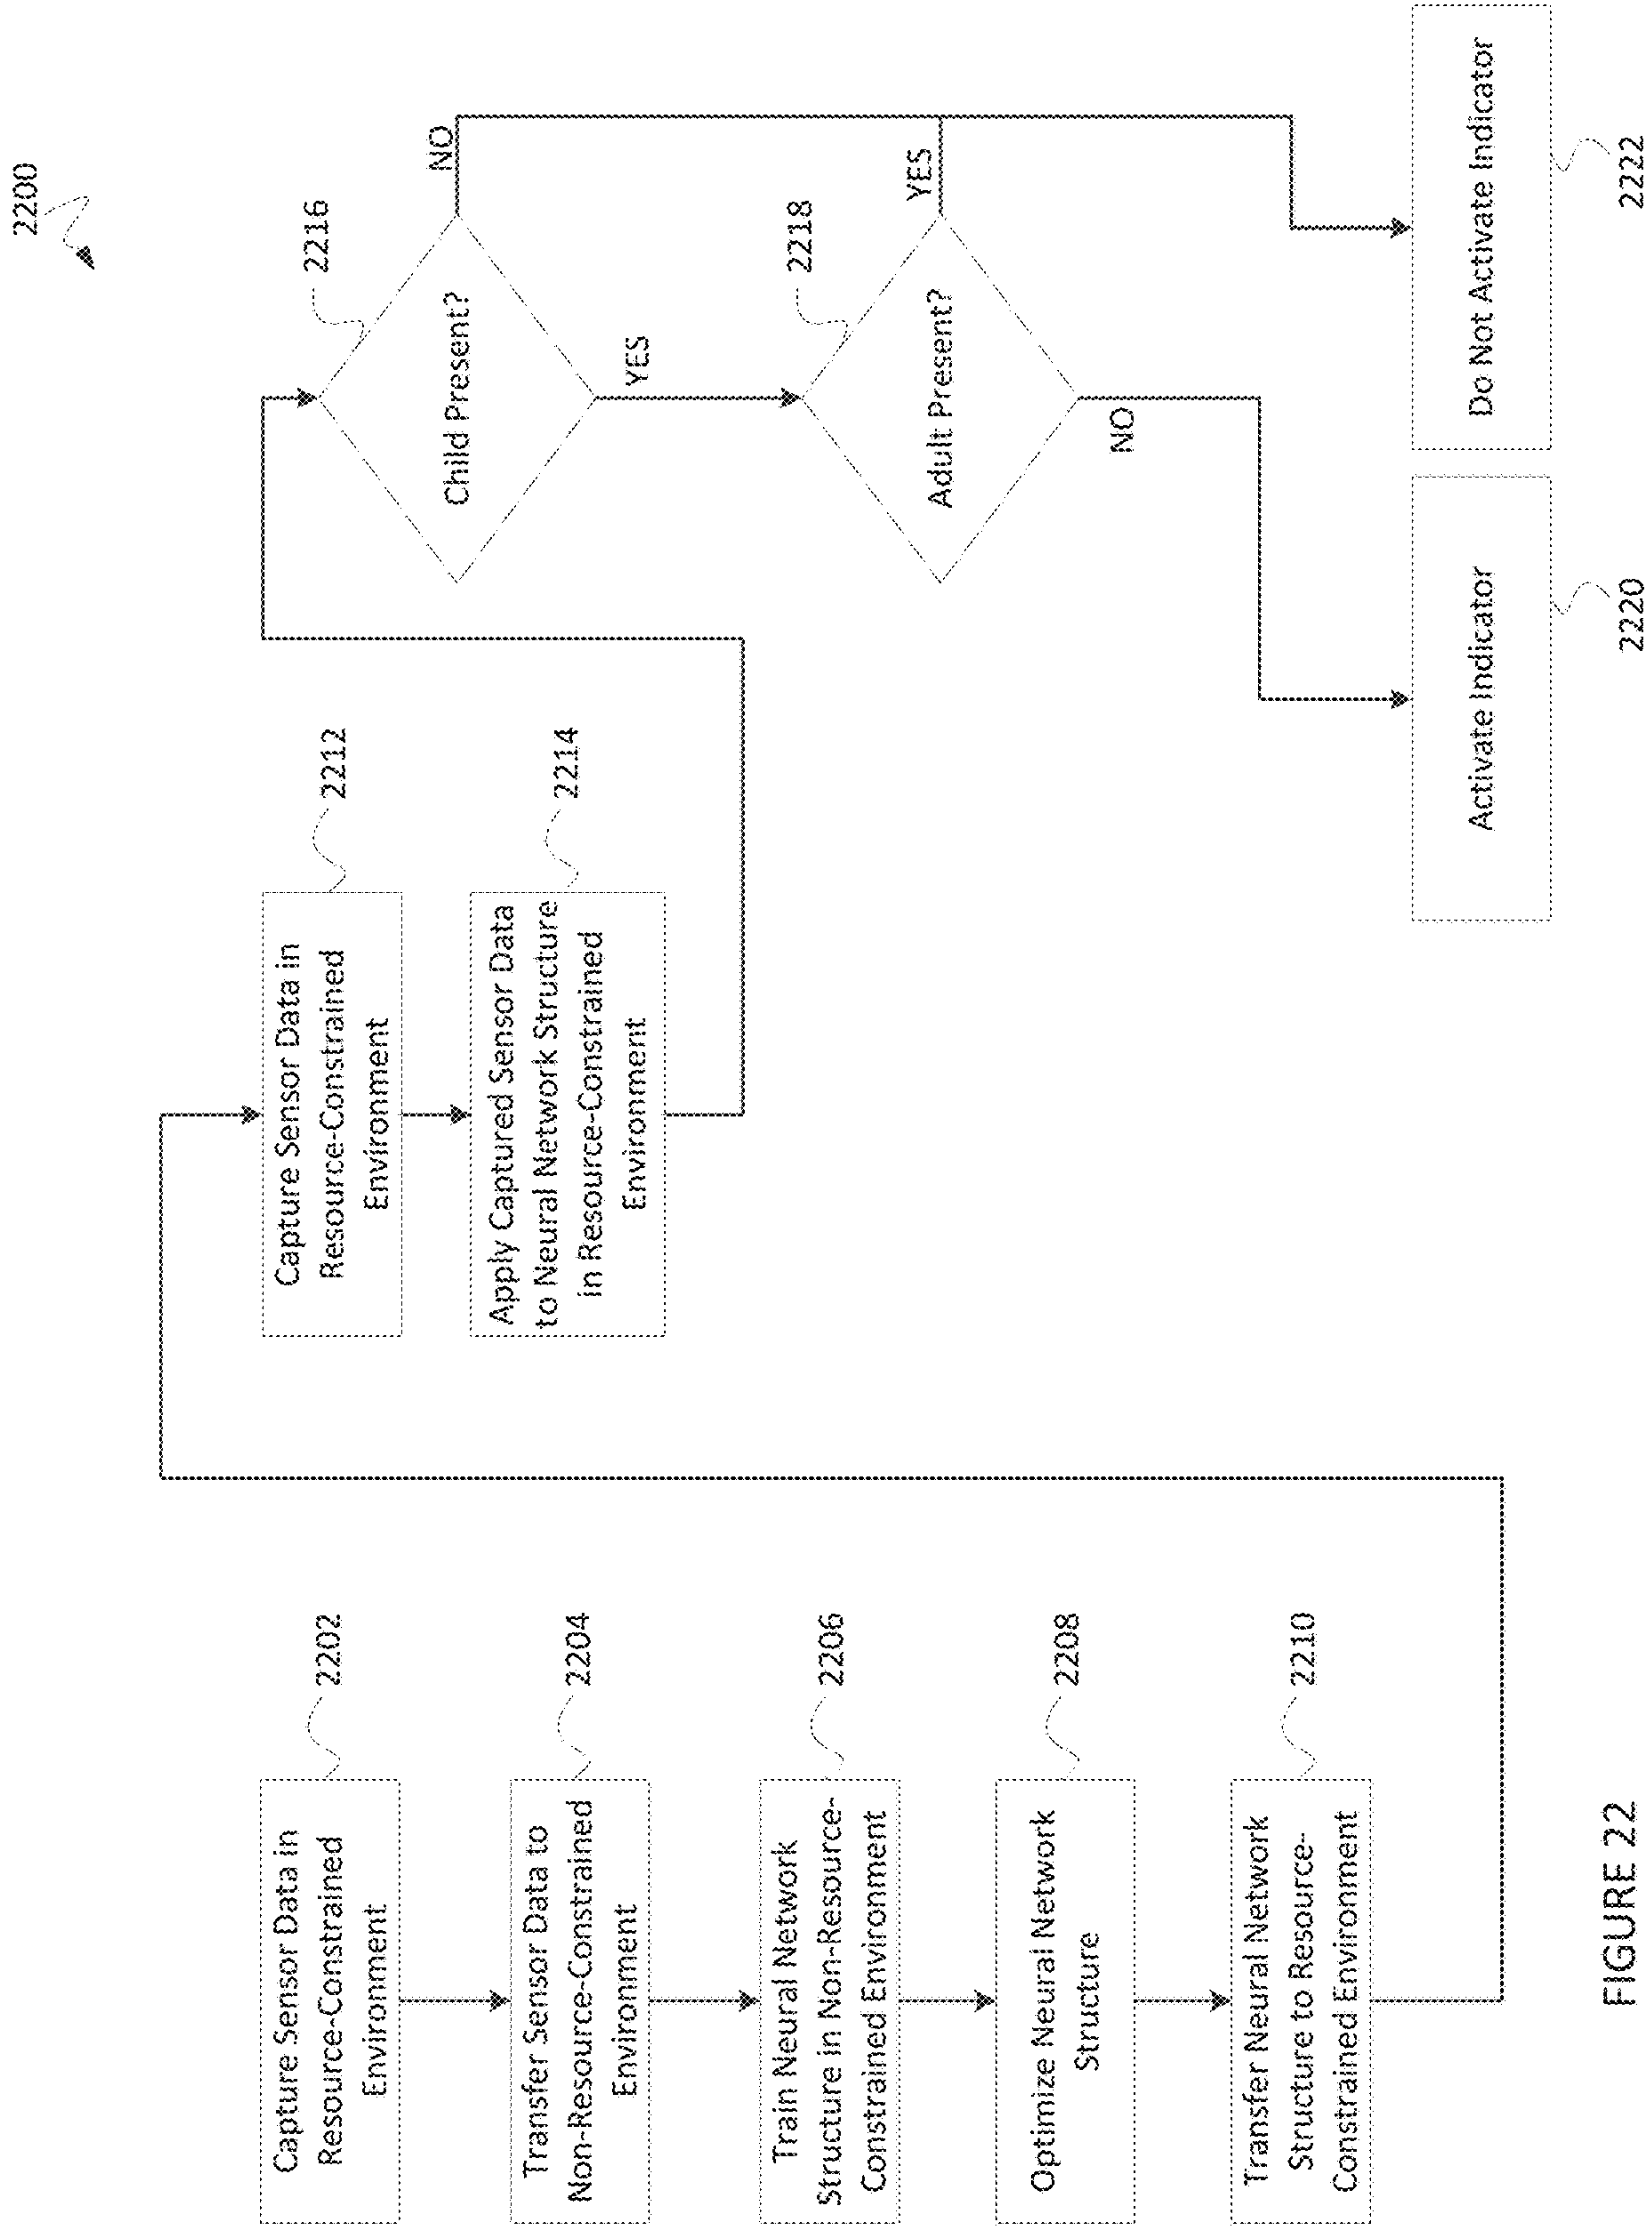 2200
Capture Sensor Data in
Resource-Constrained
Environment
2202
Transfer Sensor Data to
Non-Resource-Constrained
Environment
2204
Train Neural Network
Structure in Non-Resource-
Constrained Environment
2206
Optimize Neural Network
Structure
2208
Transfer Neural Network
Structure to Resource-
Constrained Environment
2210
Capture Sensor Data in
Resource-Constrained
Environment
2212
Apply Captured Sensor Data
to Neural Network Structure
in Resource-Constrained
Environment
2214
Child Present?
2216
NO
YES
Adult Present?
2218
YES
NO
Activate Indicator
2220
Do Not Activate Indicator
2222
FIGURE 22